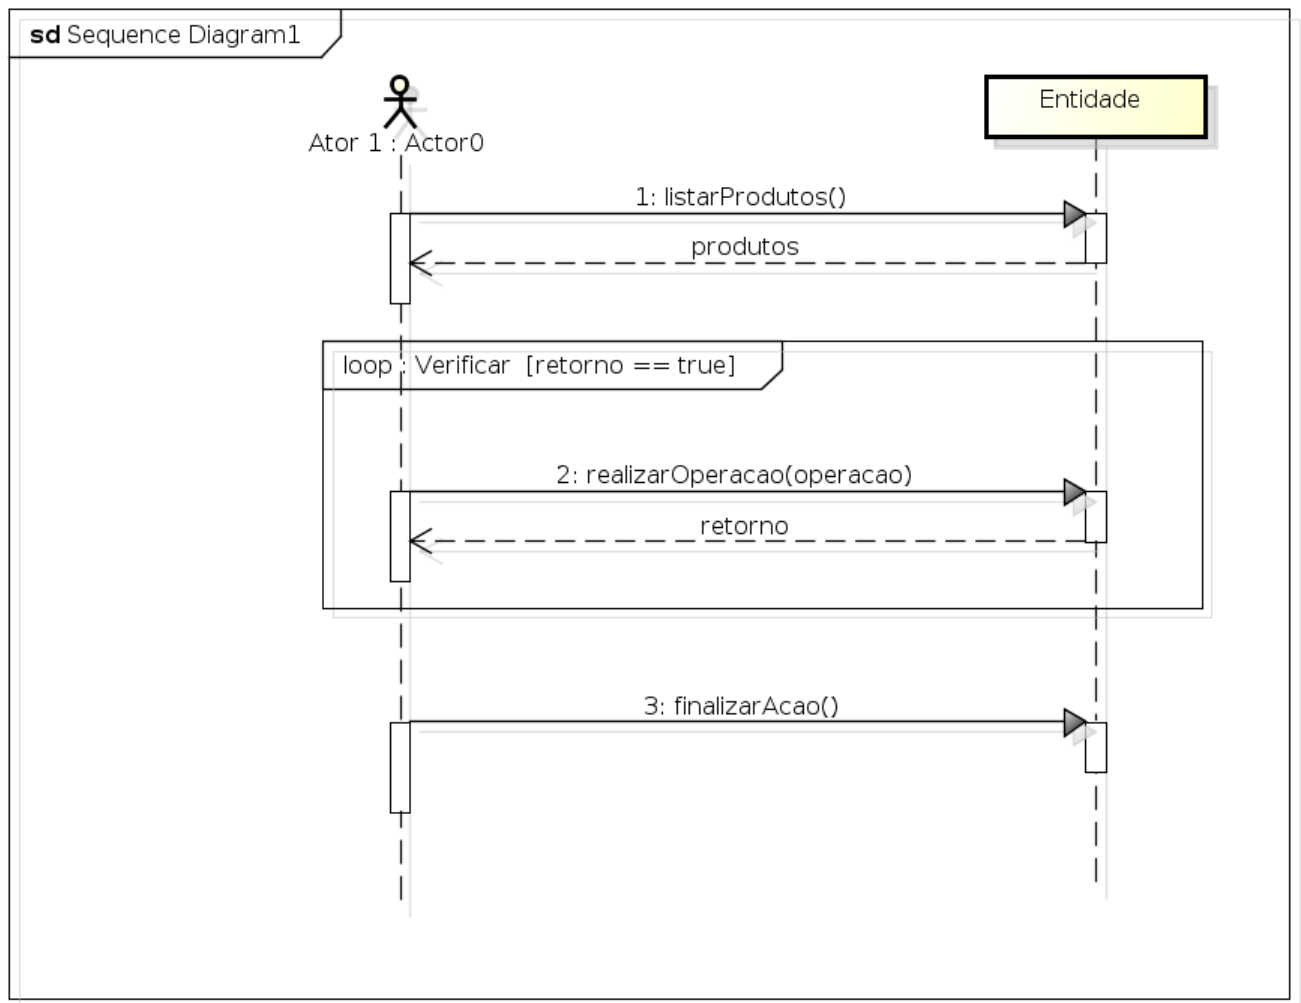 sd Sequence Diagram1
Ator 1 : Actor0
Entidade
1: listarProdutos()
produtos
loop : Verificar [retorno == true]
2: realizarOperacao(operacao)
retorno
3: finalizarAcao()